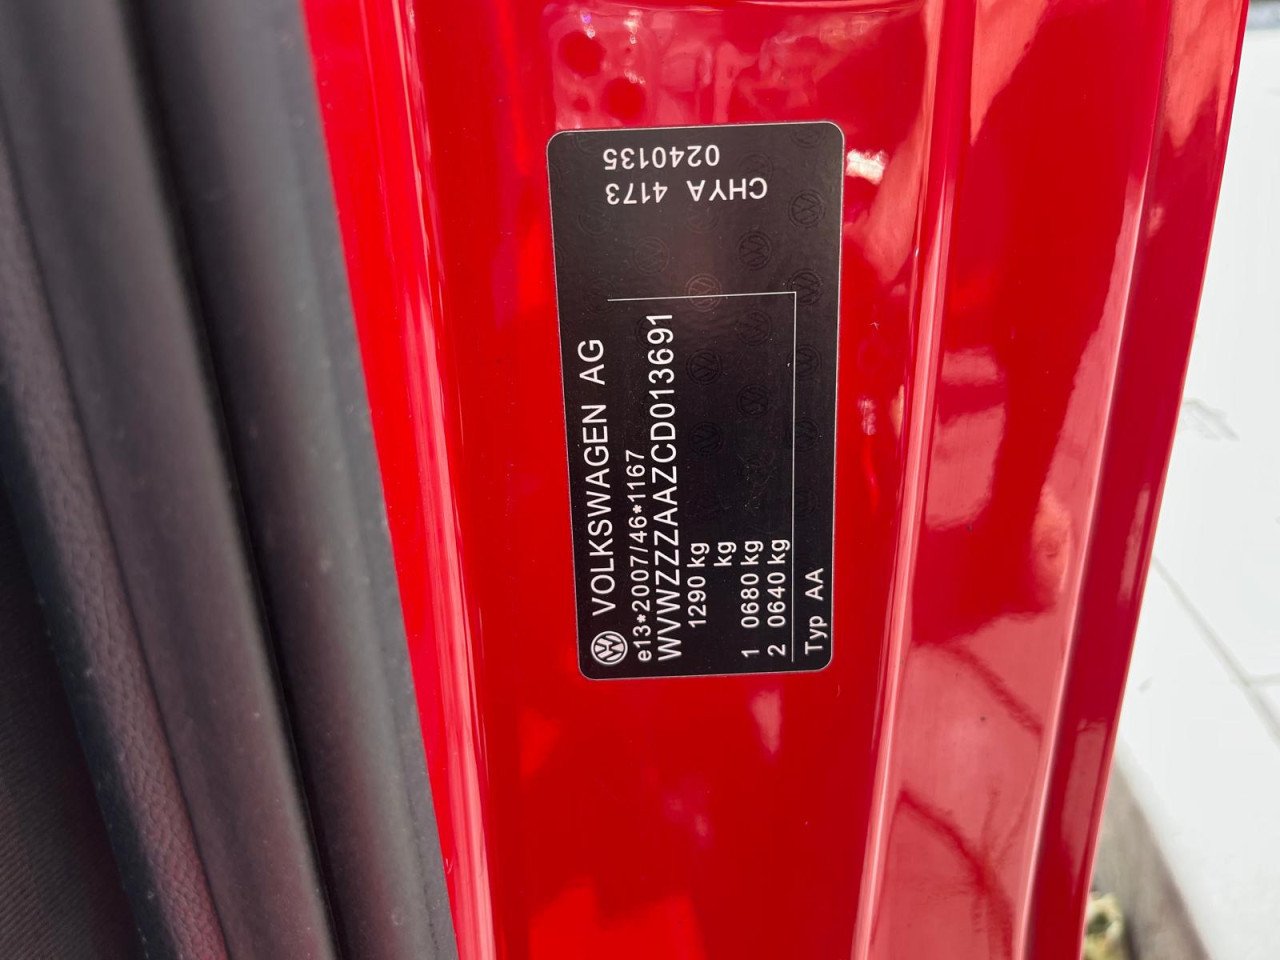 VOLKSWAGEN AG
e13*2007/46*1167
WVWZZZAAZCD013691
1290 kg
kg
1 0680 kg
2 0640 kg
Typ AA
CHYA 4173
0240135